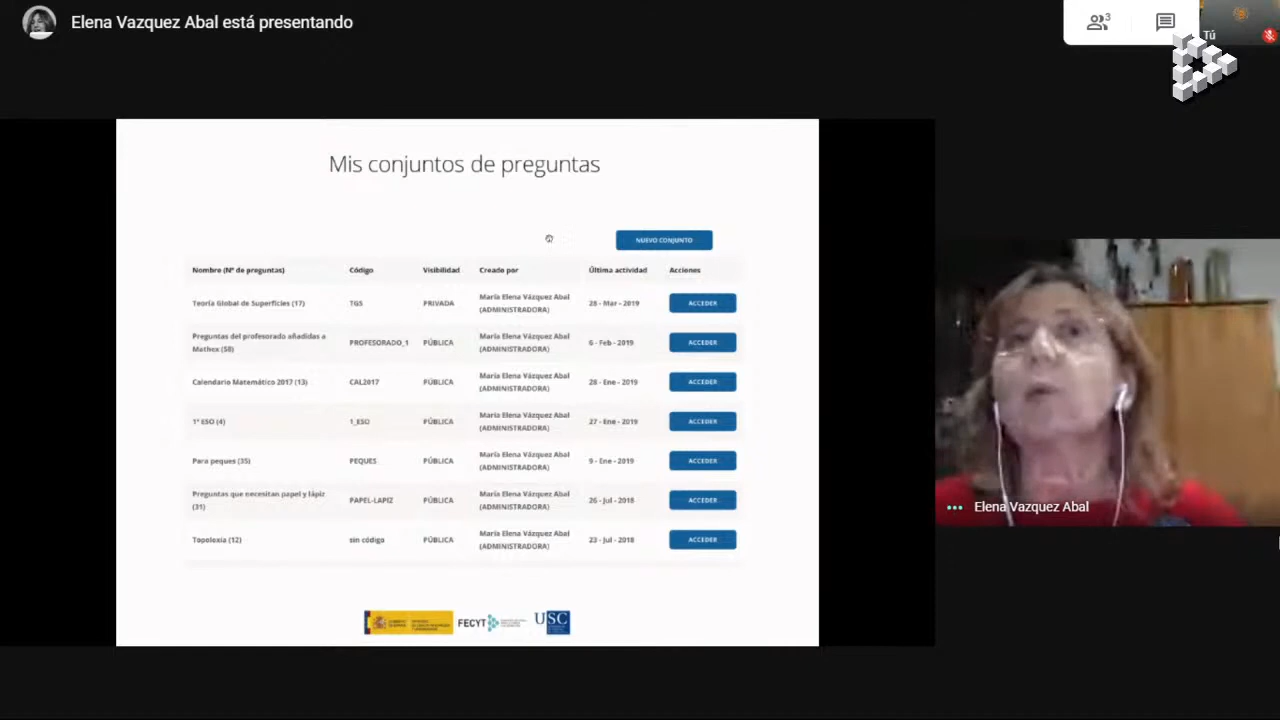 Elena Vazquez Abal está presentando
3
Tú
Mis conjuntos de preguntas
NUEVO CONJUNTO
Nombre (Nº de preguntas) Código Visibilidad Creado por Última actividad Acciones
Teoría Global de Superficies (17) TGS PRIVADA María Elena Vázquez Abal (ADMINISTRADORA) 28 - Mar - 2019 ACCEDER
Preguntas del profesorado añadidas a Mathex (58) PROFESORADO_1 PÚBLICA María Elena Vázquez Abal (ADMINISTRADORA) 6 - Feb - 2019 ACCEDER
Calendario Matemático 2017 (13) CAL2017 PÚBLICA María Elena Vázquez Abal (ADMINISTRADORA) 28 - Ene - 2019 ACCEDER
1º ESO (4) 1_ESO PÚBLICA María Elena Vázquez Abal (ADMINISTRADORA) 27 - Ene - 2019 ACCEDER
Para peques (35) PEQUES PÚBLICA María Elena Vázquez Abal (ADMINISTRADORA) 9 - Ene - 2019 ACCEDER
Preguntas que necesitan papel y lápiz (31) PAPEL-LAPIZ PÚBLICA María Elena Vázquez Abal (ADMINISTRADORA) 26 - Jul - 2018 ACCEDER
Topolexia (12) sin código PÚBLICA María Elena Vázquez Abal (ADMINISTRADORA) 23 - Jul - 2018 ACCEDER
FECYT
USC
Elena Vazquez Abal